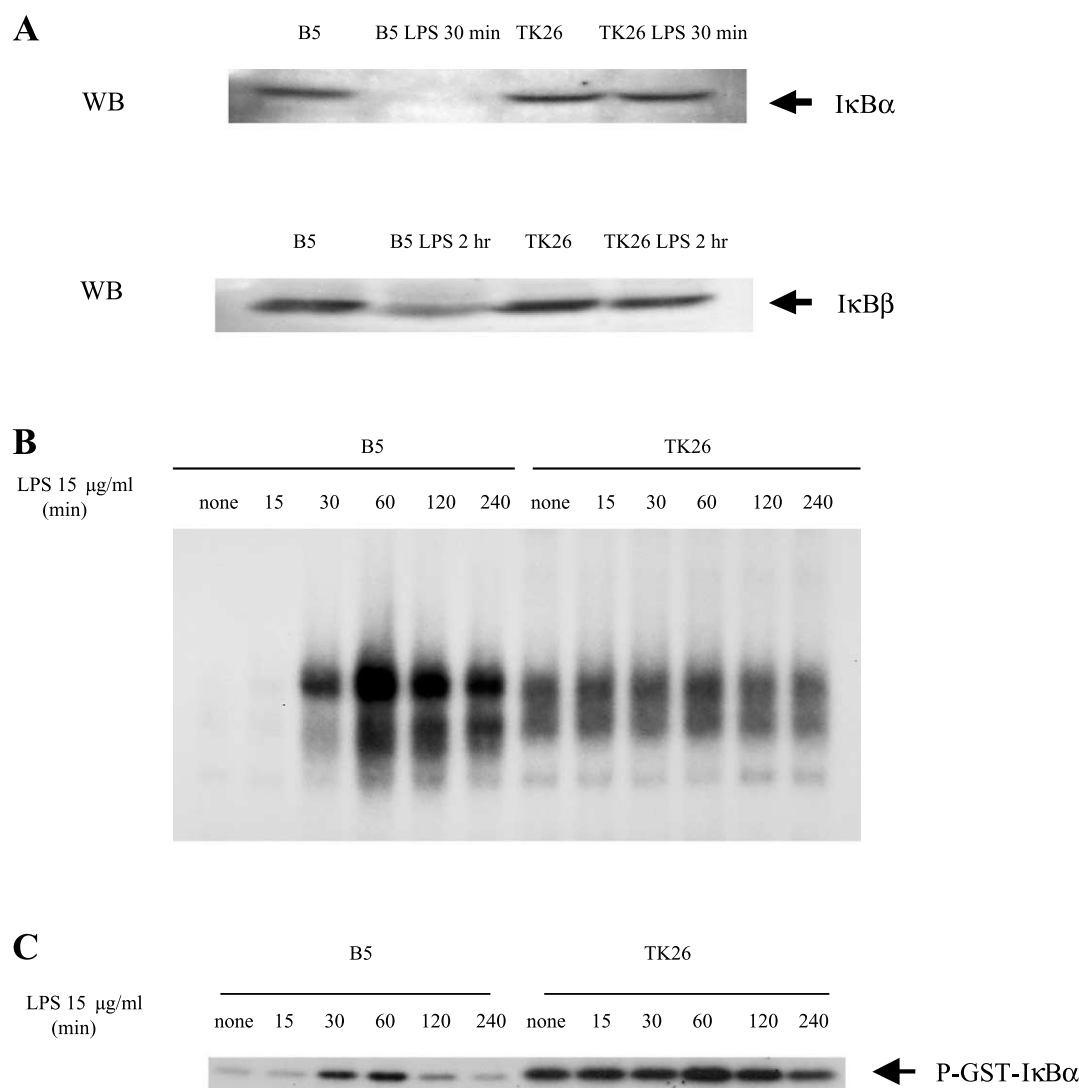 A
B5 B5 LPS 30 min TK26 TK26 LPS 30 min
WB IκBα
B5 B5 LPS 2 hr TK26 TK26 LPS 2 hr
WB IκBβ
B
B5 TK26
LPS 15 μg/ml
(min)
none 15 30 60 120 240 none 15 30 60 120 240
C
B5 TK26
LPS 15 μg/ml
(min)
none 15 30 60 120 240 none 15 30 60 120 240
P-GST-IκBα